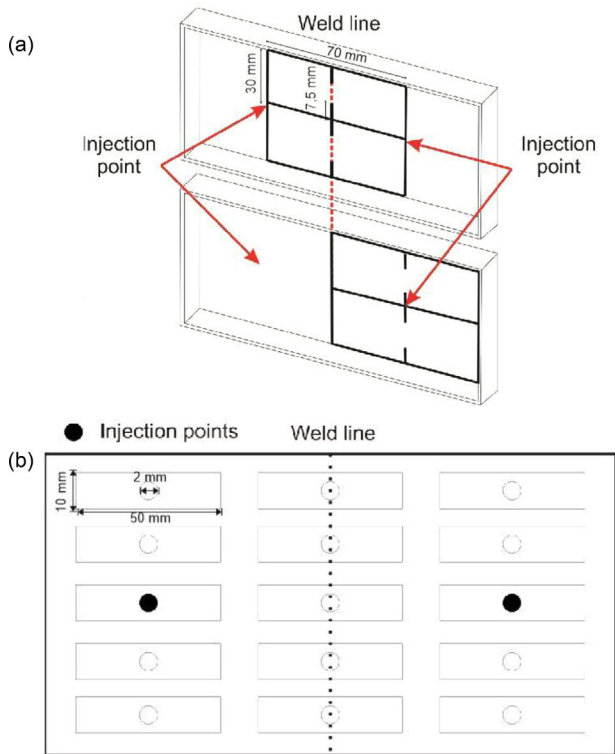 (a)
Weld line
70 mm
30 mm
7.5 mm
Injection
point
Injection
point
Injection points
Weld line
(b)
10 mm
2 mm
50 mm